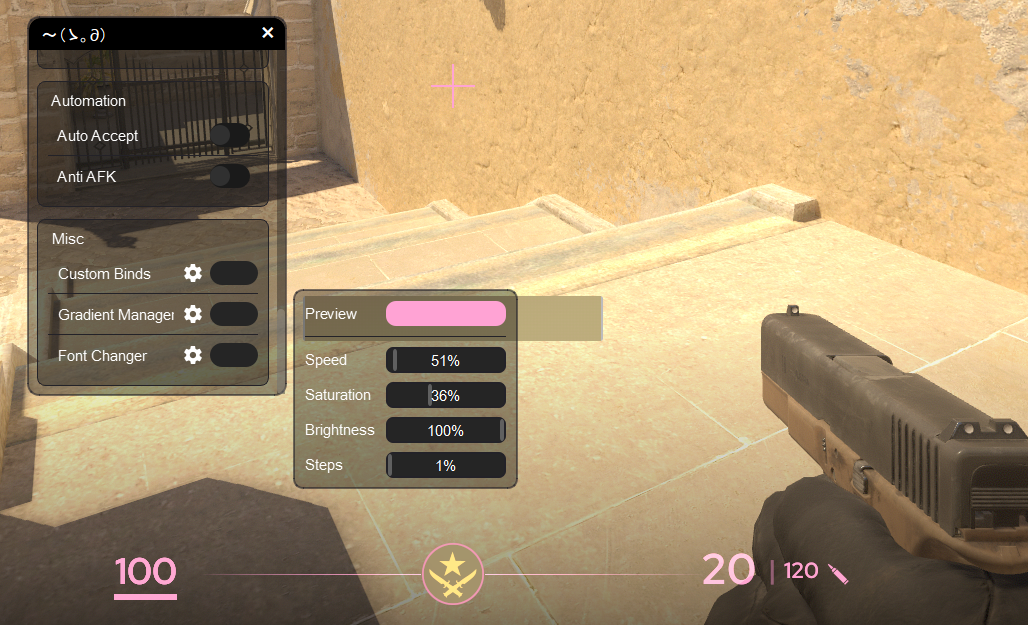 ～(ゝ。∂)
Automation
Auto Accept
Anti AFK
Misc
Custom Binds
Gradient Manager
Font Changer
Preview
Speed 51%
Saturation 36%
Brightness 100%
Steps 1%
100
20 | 120